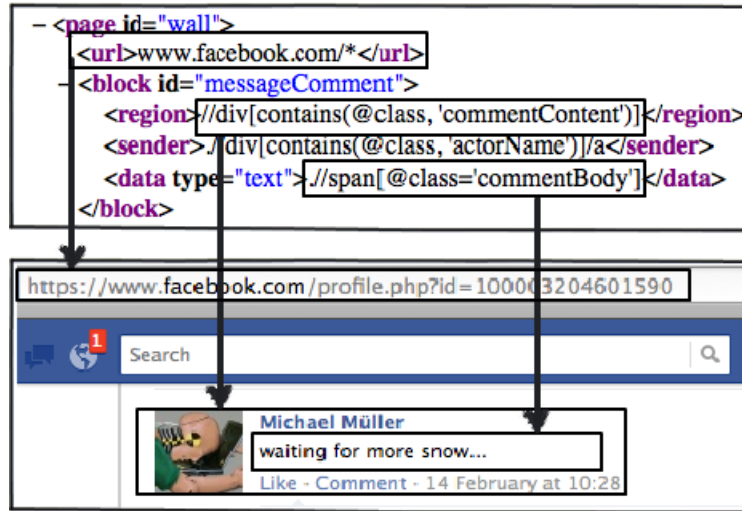 – <page id="wall">
<url>www.facebook.com/*</url>
– <block id="messageComment">
<region>//div[contains(@class, 'commentContent')]</region>
<sender>.//div[contains(@class, 'actorName')]/a</sender>
<data type="text">.//span[@class='commentBody']</data>
</block>
https://www.facebook.com/profile.php?id=100003204601590
1
Search
Michael Müller
waiting for more snow...
Like · Comment · 14 February at 10:28